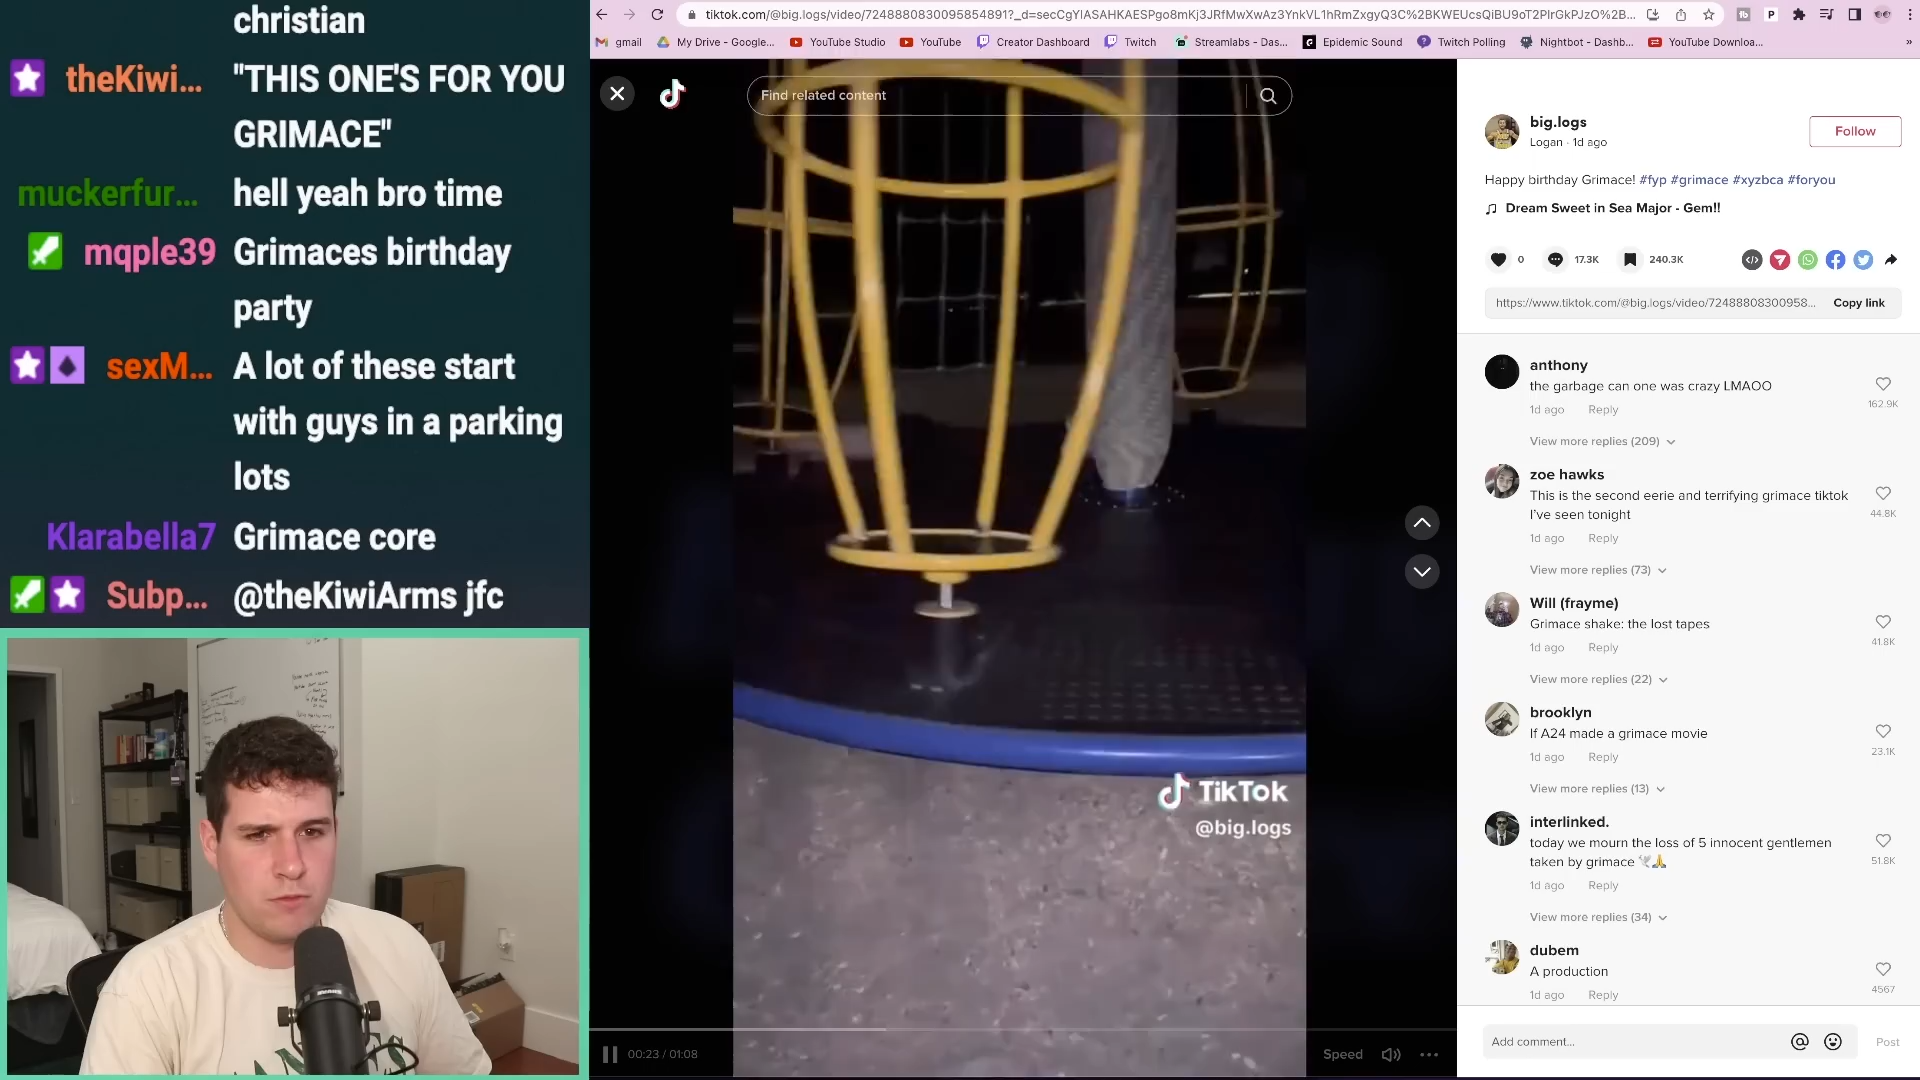 christian
theKiwi... "THIS ONE'S FOR YOU
GRIMACE"
muckerfur... hell yeah bro time
mqple39 Grimaces birthday
party
sexM... A lot of these start
with guys in a parking
lots
Klarabella7 Grimace core
Subp... @theKiwiArms jfc
gmail
My Drive - Google...
YouTube Studio
YouTube
Creator Dashboard
Twitch
Streamlabs - Das...
Epidemic Sound
Twitch Polling
Nightbot - Dashb...
YouTube Downloa...
»
Find related content
TikTok
@big.logs
00:23 / 01:08
Speed
big.logs
Logan · 1d ago
Follow
Happy birthday Grimace! #fyp #grimace #xyzbca #foryou
Dream Sweet in Sea Major - Gem!!
0
17.3K
240.3K
https://www.tiktok.com/@big.logs/video/72488808300958...
Copy link
anthony
the garbage can one was crazy LMAOO
162.9K
1d ago Reply
View more replies (209)
zoe hawks
This is the second eerie and terrifying grimace tiktok
I've seen tonight
44.8K
1d ago Reply
View more replies (73)
Will (frayme)
Grimace shake: the lost tapes
41.8K
1d ago Reply
View more replies (22)
brooklyn
If A24 made a grimace movie
23.1K
1d ago Reply
View more replies (13)
interlinked.
today we mourn the loss of 5 innocent gentlemen
taken by grimace 🕊️🙏
51.8K
1d ago Reply
View more replies (34)
dubem
A production
4567
1d ago Reply
Add comment...
Post